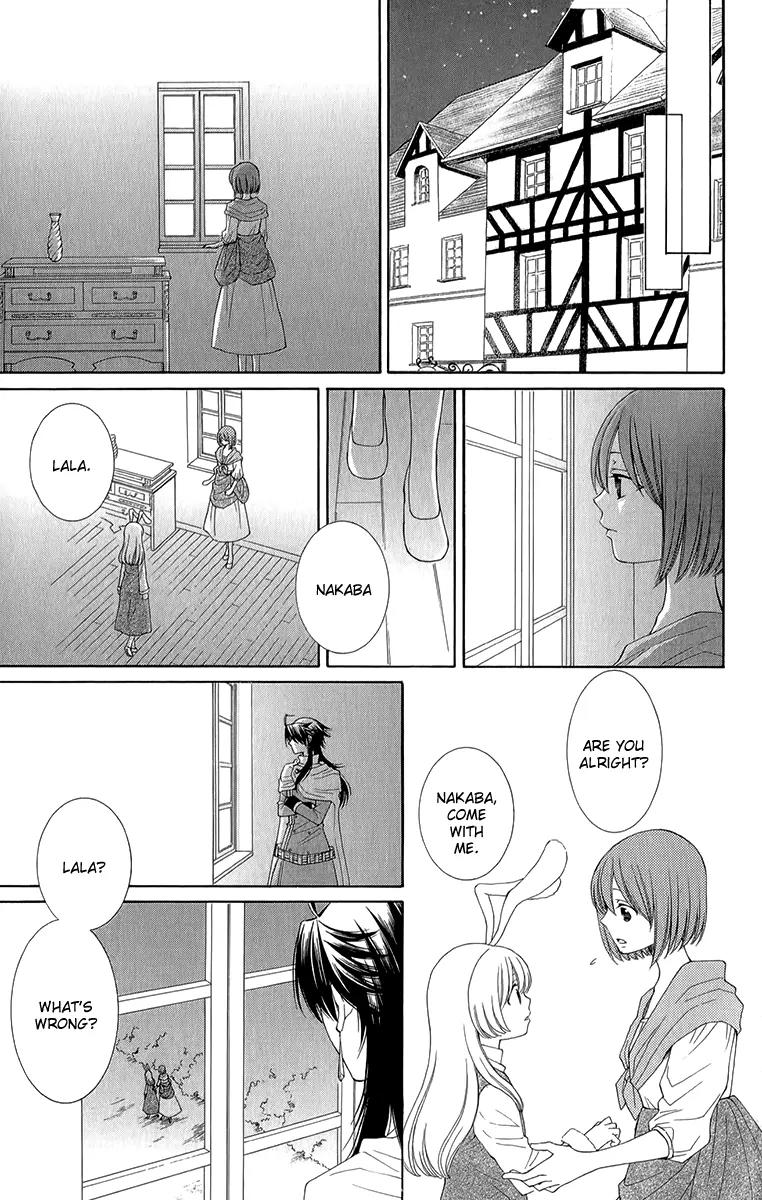 NAKABA
LALA.
ARE YOU
ALRIGHT?
NAKABA,
COME
WITH
ME.
LALA?
WHAT'S
WRONG?